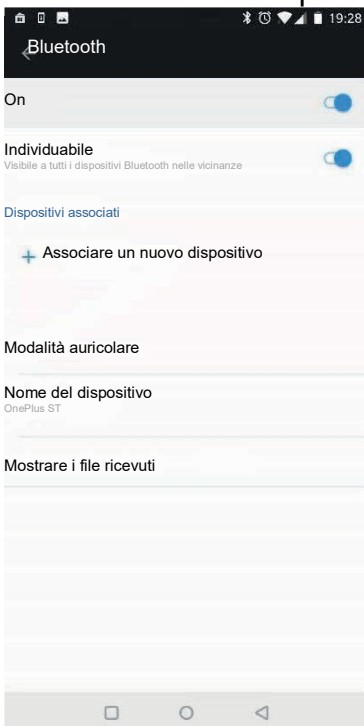 19:28
Bluetooth
On
Individuabile
Visibile a tutti i dispositivi Bluetooth nelle vicinanze
Dispositivi associati
+ Associare un nuovo dispositivo
Modalità auricolare
Nome del dispositivo
OnePlus ST
Mostrare i file ricevuti